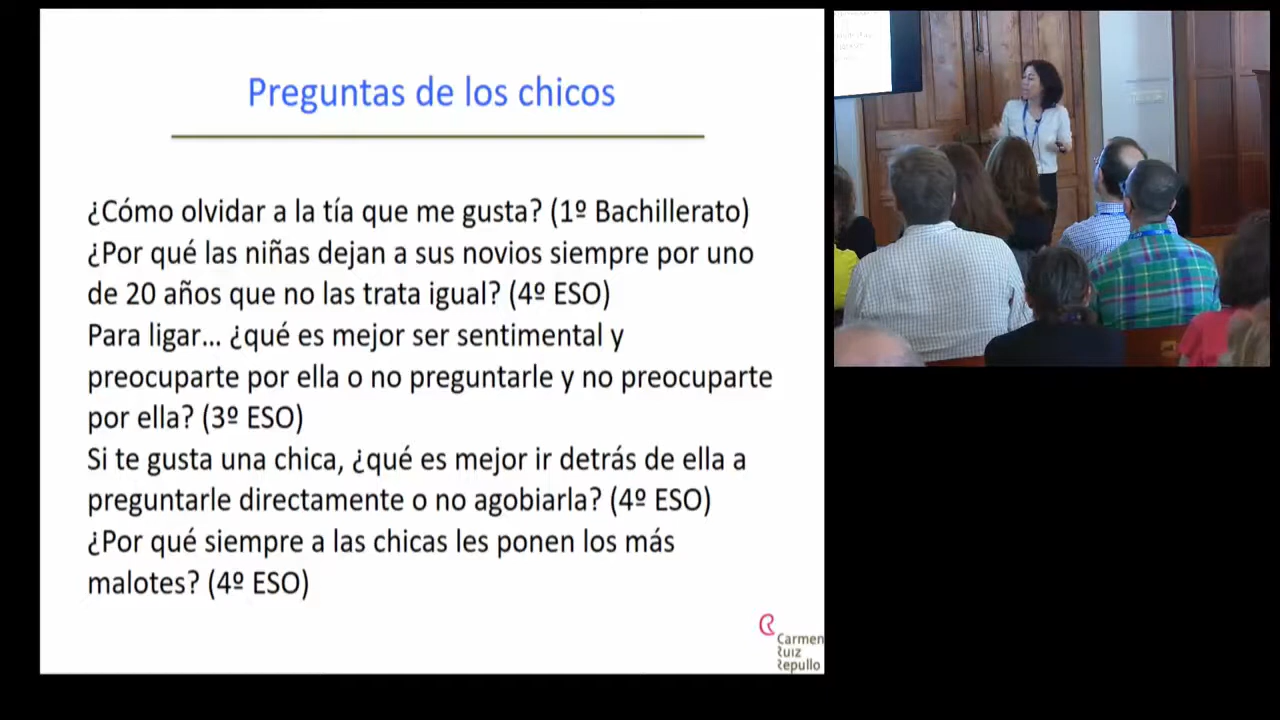 Preguntas de los chicos
¿Cómo olvidar a la tía que me gusta? (1º Bachillerato)
¿Por qué las niñas dejan a sus novios siempre por uno
de 20 años que no las trata igual? (4º ESO)
Para ligar... ¿qué es mejor ser sentimental y
preocuparte por ella o no preguntarle y no preocuparte
por ella? (3º ESO)
Si te gusta una chica, ¿qué es mejor ir detrás de ella a
preguntarle directamente o no agobiarla? (4º ESO)
¿Por qué siempre a las chicas les ponen los más
malotes? (4º ESO)
Carmen
Ruiz
Repullo